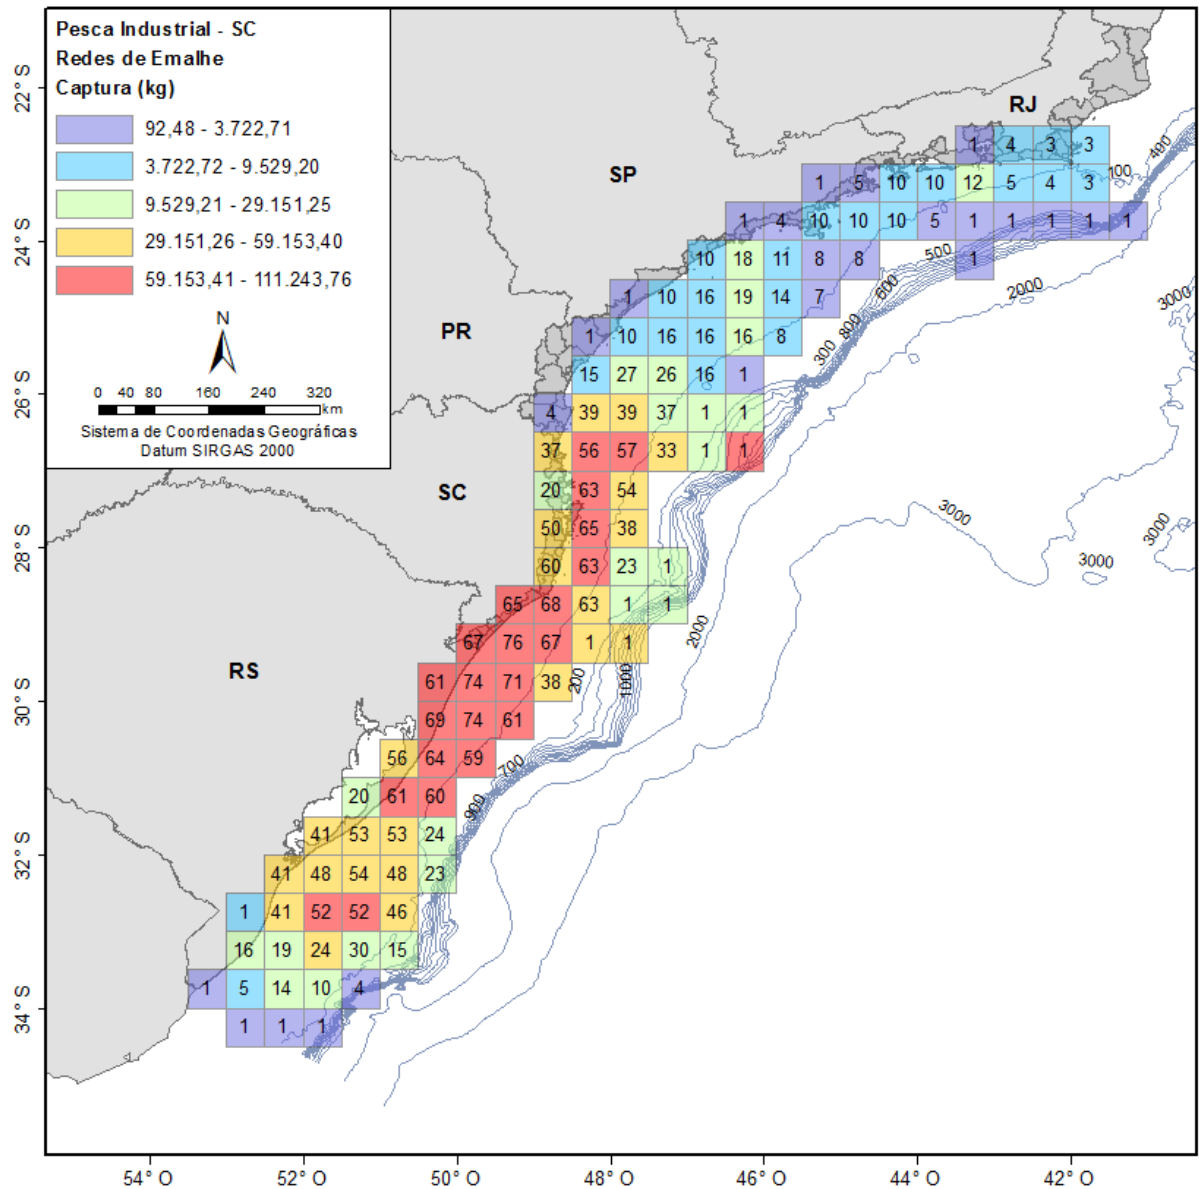 Pesca Industrial - SC
Redes de Emalhe
Captura (kg)
92,48 - 3.722,71
3.722,72 - 9.529,20
9.529,21 - 29.151,25
29.151,26 - 59.153,40
59.153,41 - 111.243,76
N
0 40 80 160 240 320
km
Sistema de Coordenadas Geográficas
Datum SIRGAS 2000
22° S
24° S
26° S
28° S
30° S
32° S
34° S
RJ
SP
PR
SC
RS
1 4 3 3
1 5 10 10 12 5 4 3
1 4 10 10 10 5 1 1 1 1 1
10 18 11 8 8 1
1 10 16 19 14 7
1 10 16 16 16 8
15 27 26 16 1
4 39 39 37 1 1
37 56 57 33 1 1
20 63 54
50 65 38
60 63 23 1
65 68 63 1 1
67 76 67 1 1
61 74 71 38
69 74 61
56 64 59
20 61 60
41 53 53 24
41 48 54 48 23
1 41 52 52 46
16 19 24 30 15
1 5 14 10 4
1 1 1
400
100
500
600
2000
3000
800
300
3000
3000
3000
2000
200
1000
700
900
54° O 52° O 50° O 48° O 46° O 44° O 42° O